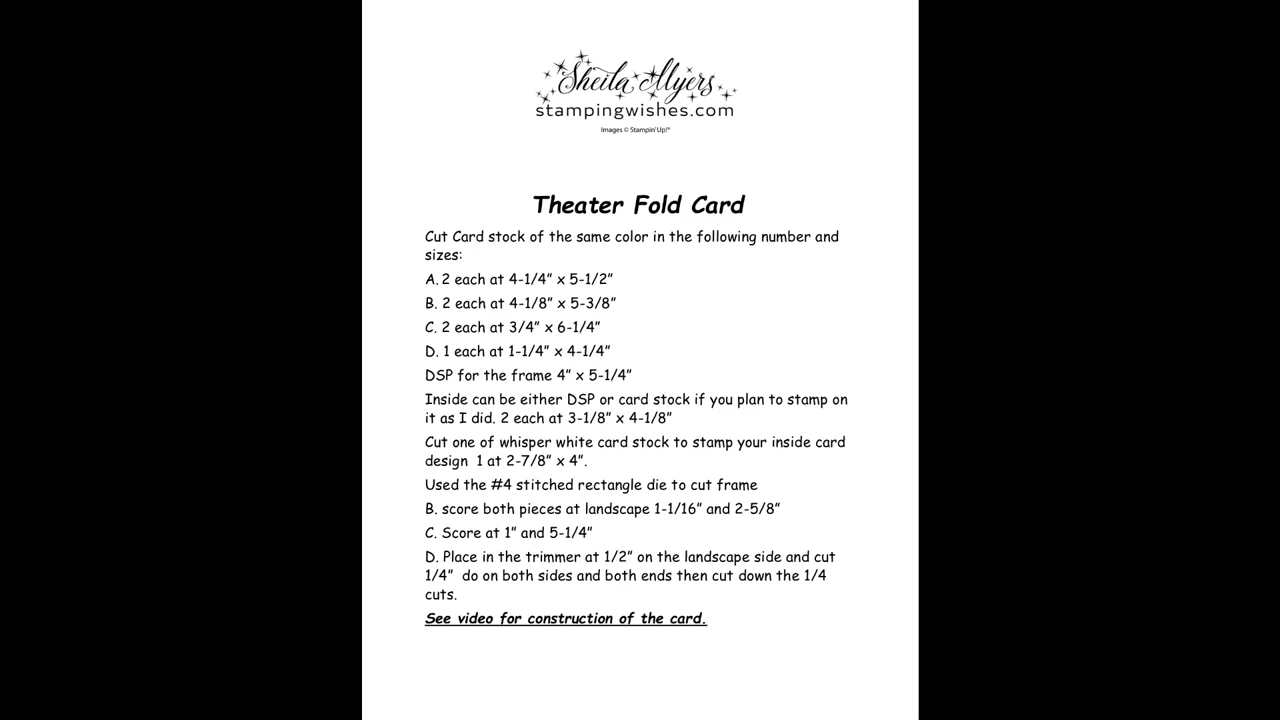 Sheila Myers
stampingwishes.com
Images © Stampin' Up!®
Theater Fold Card
Cut Card stock of the same color in the following number and
sizes:
A. 2 each at 4-1/4” x 5-1/2”
B. 2 each at 4-1/8” x 5-3/8”
C. 2 each at 3/4” x 6-1/4”
D. 1 each at 1-1/4” x 4-1/4”
DSP for the frame 4” x 5-1/4”
Inside can be either DSP or card stock if you plan to stamp on
it as I did. 2 each at 3-1/8” x 4-1/8”
Cut one of whisper white card stock to stamp your inside card
design  1 at 2-7/8” x 4”.
Used the #4 stitched rectangle die to cut frame
B. score both pieces at landscape 1-1/16” and 2-5/8”
C. Score at 1” and 5-1/4”
D. Place in the trimmer at 1/2” on the landscape side and cut
1/4”  do on both sides and both ends then cut down the 1/4
cuts.
See video for construction of the card.